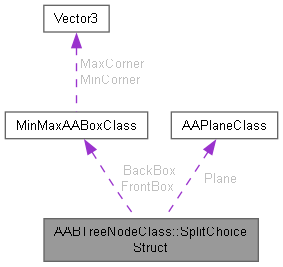 Vector3
MaxCorner
MinCorner
MinMaxAABoxClass
AAPlaneClass
BackBox
FrontBox
Plane
AABTreeNodeClass::SplitChoice
Struct